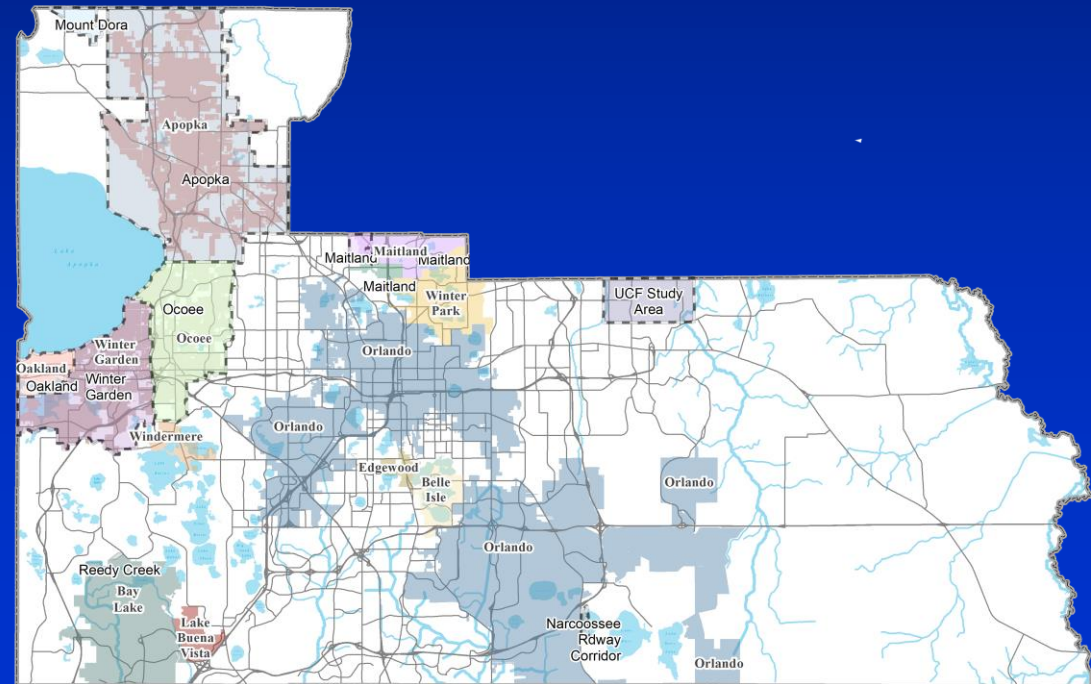 Mount Dora
Apopka
Apopka
Lake
Apopka
Maitland
Maitland
Maitland
Maitland
Winter
Park
UCF Study
Area
Ocoee
Ocoee
Winter
Garden
Oakland
Oakland
Winter
Garden
Orlando
Windermere
Orlando
Edgewood
Belle
Isle
Orlando
Orlando
Reedy Creek
Bay
Lake
Lake
Buena
Vista
Narcoossee
Rdway
Corridor
Orlando